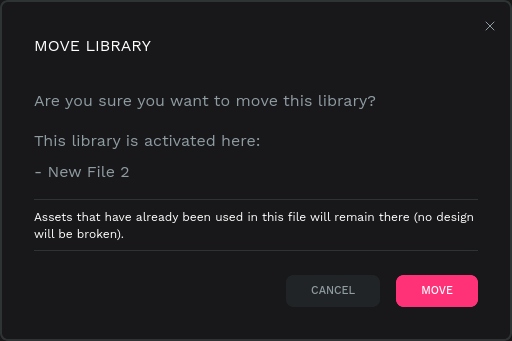 MOVE LIBRARY
Are you sure you want to move this library?
This library is activated here:
- New File 2
Assets that have already been used in this file will remain there (no design
will be broken).
CANCEL
MOVE